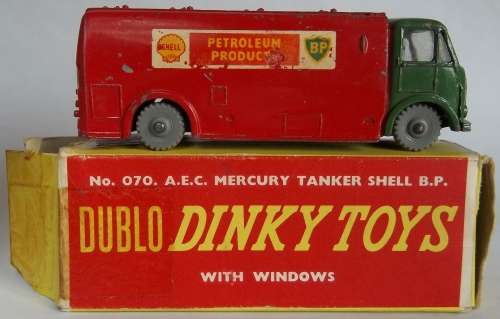 SHELL
PETROLEUM
PRODUCTS
BP
No. 070. A.E.C. MERCURY TANKER SHELL B.P.
DUBLO DINKY TOYS
WITH WINDOWS